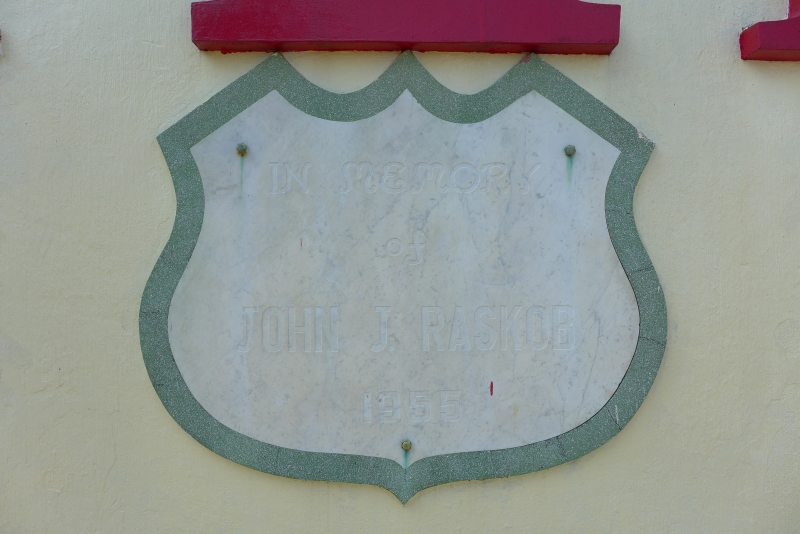 IN MEMORY
of
JOHN J. RASKOB
1955